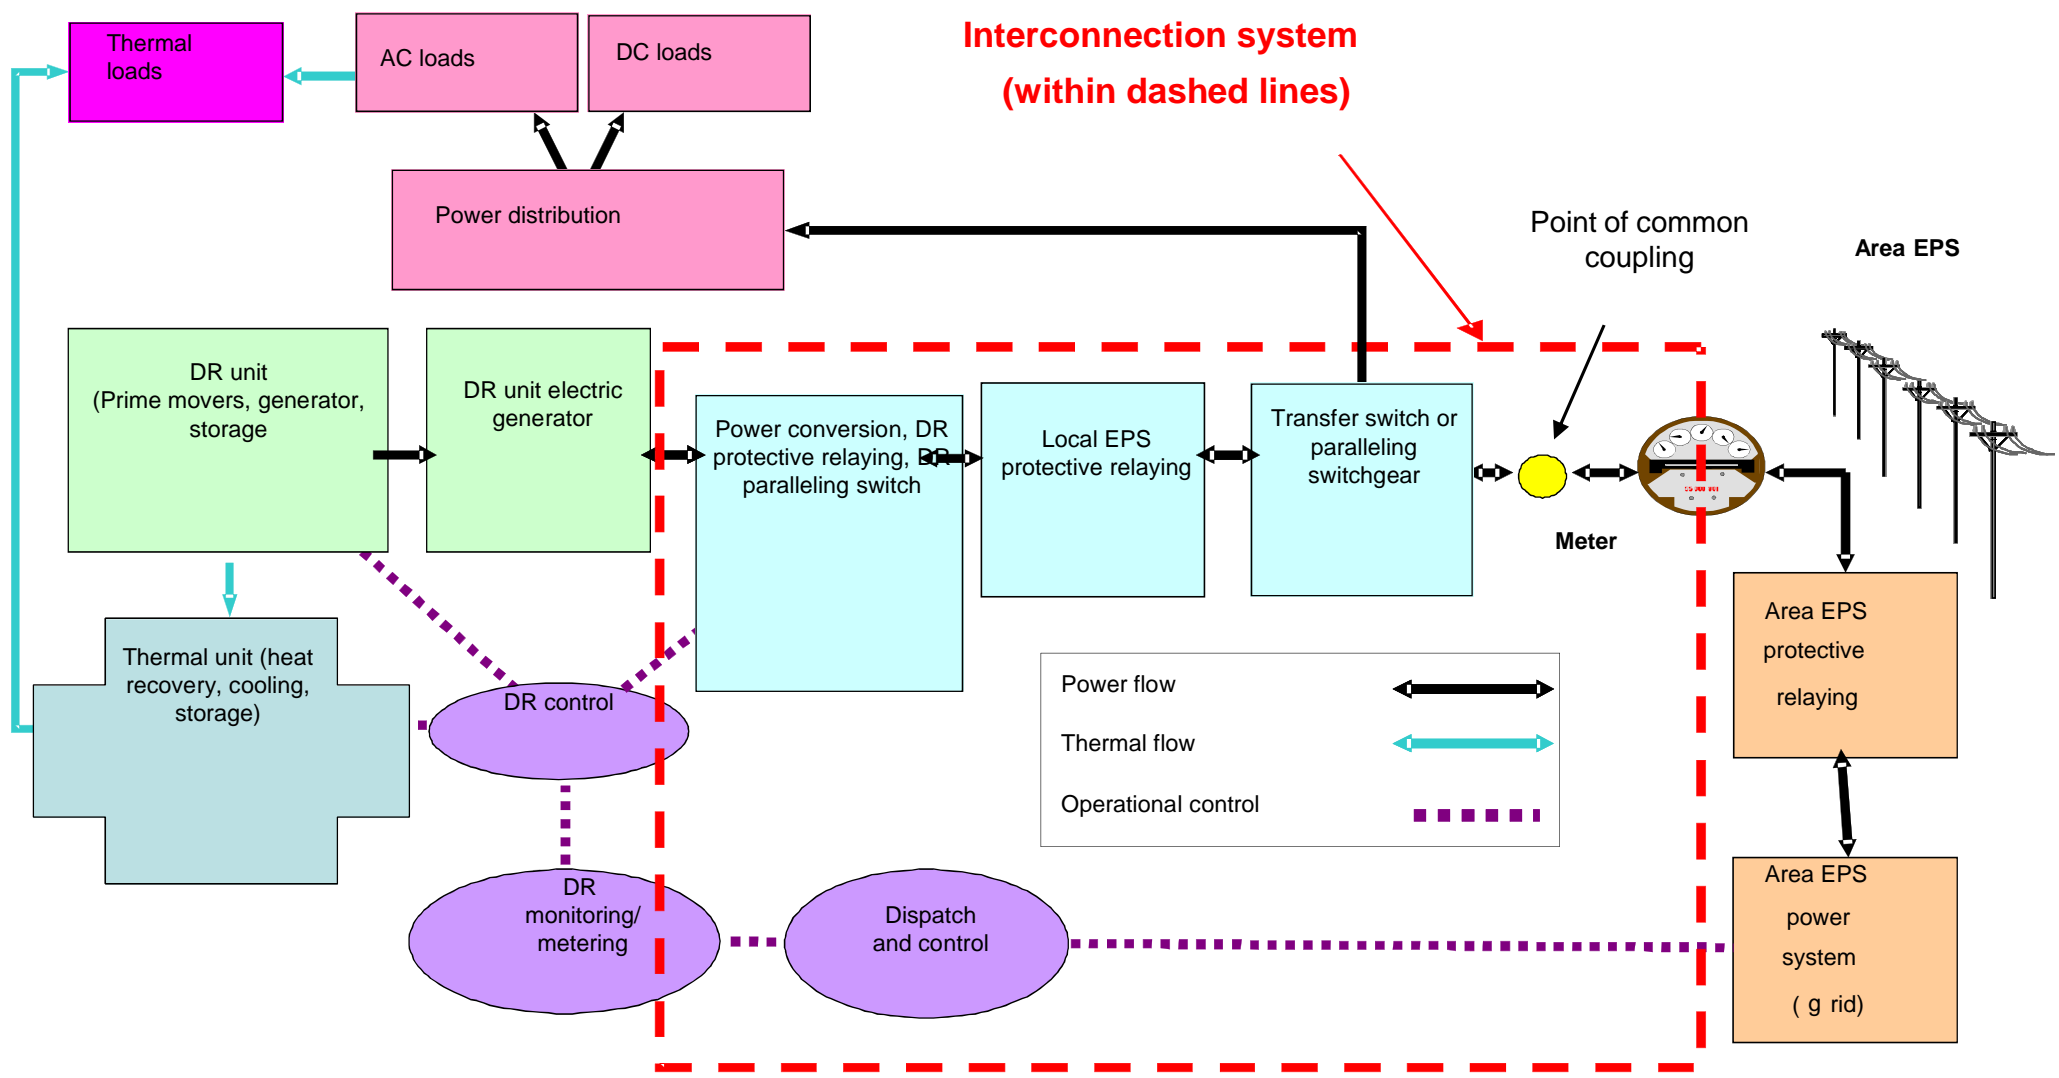 Interconnection system
(within dashed lines)
Thermal
loads
AC loads
DC loads
Power distribution
Point of common
coupling
Area EPS
DR unit
(Prime movers, generator,
storage
DR unit electric
generator
Power conversion, DR
protective relaying, DR
paralleling switch
Local EPS
protective relaying
Transfer switch or
paralleling
switchgear
Meter
Area EPS
protective
relaying
Thermal unit (heat
recovery, cooling,
storage)
DR control
Power flow
Thermal flow
Operational control
DR
monitoring/
metering
Dispatch
and control
Area EPS
power
system
( g rid)